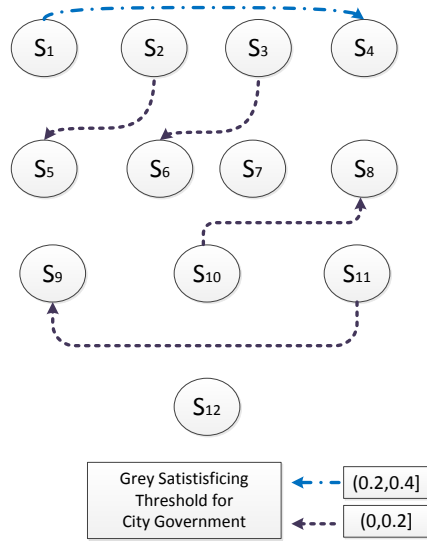 S1 S2 S3 S4
S5 S6 S7 S8
S9 S10 S11
S12
Grey Satistisficing
Threshold for
City Government
(0.2,0.4]
(0,0.2]